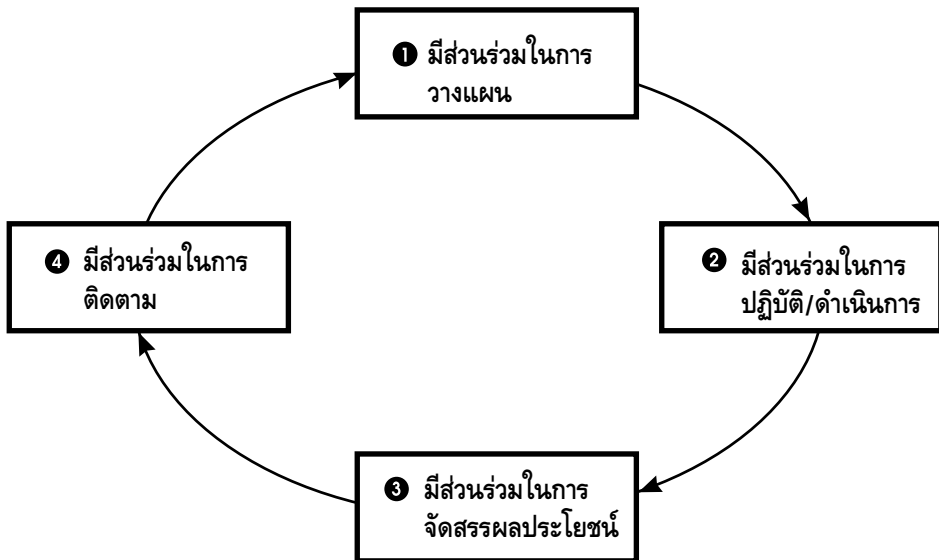 ❶ มีส่วนร่วมในการ
วางแผน
❷ มีส่วนร่วมในการ
ปฏิบัติ/ดำเนินการ
❸ มีส่วนร่วมในการ
จัดสรรผลประโยชน์
❹ มีส่วนร่วมในการ
ติดตาม